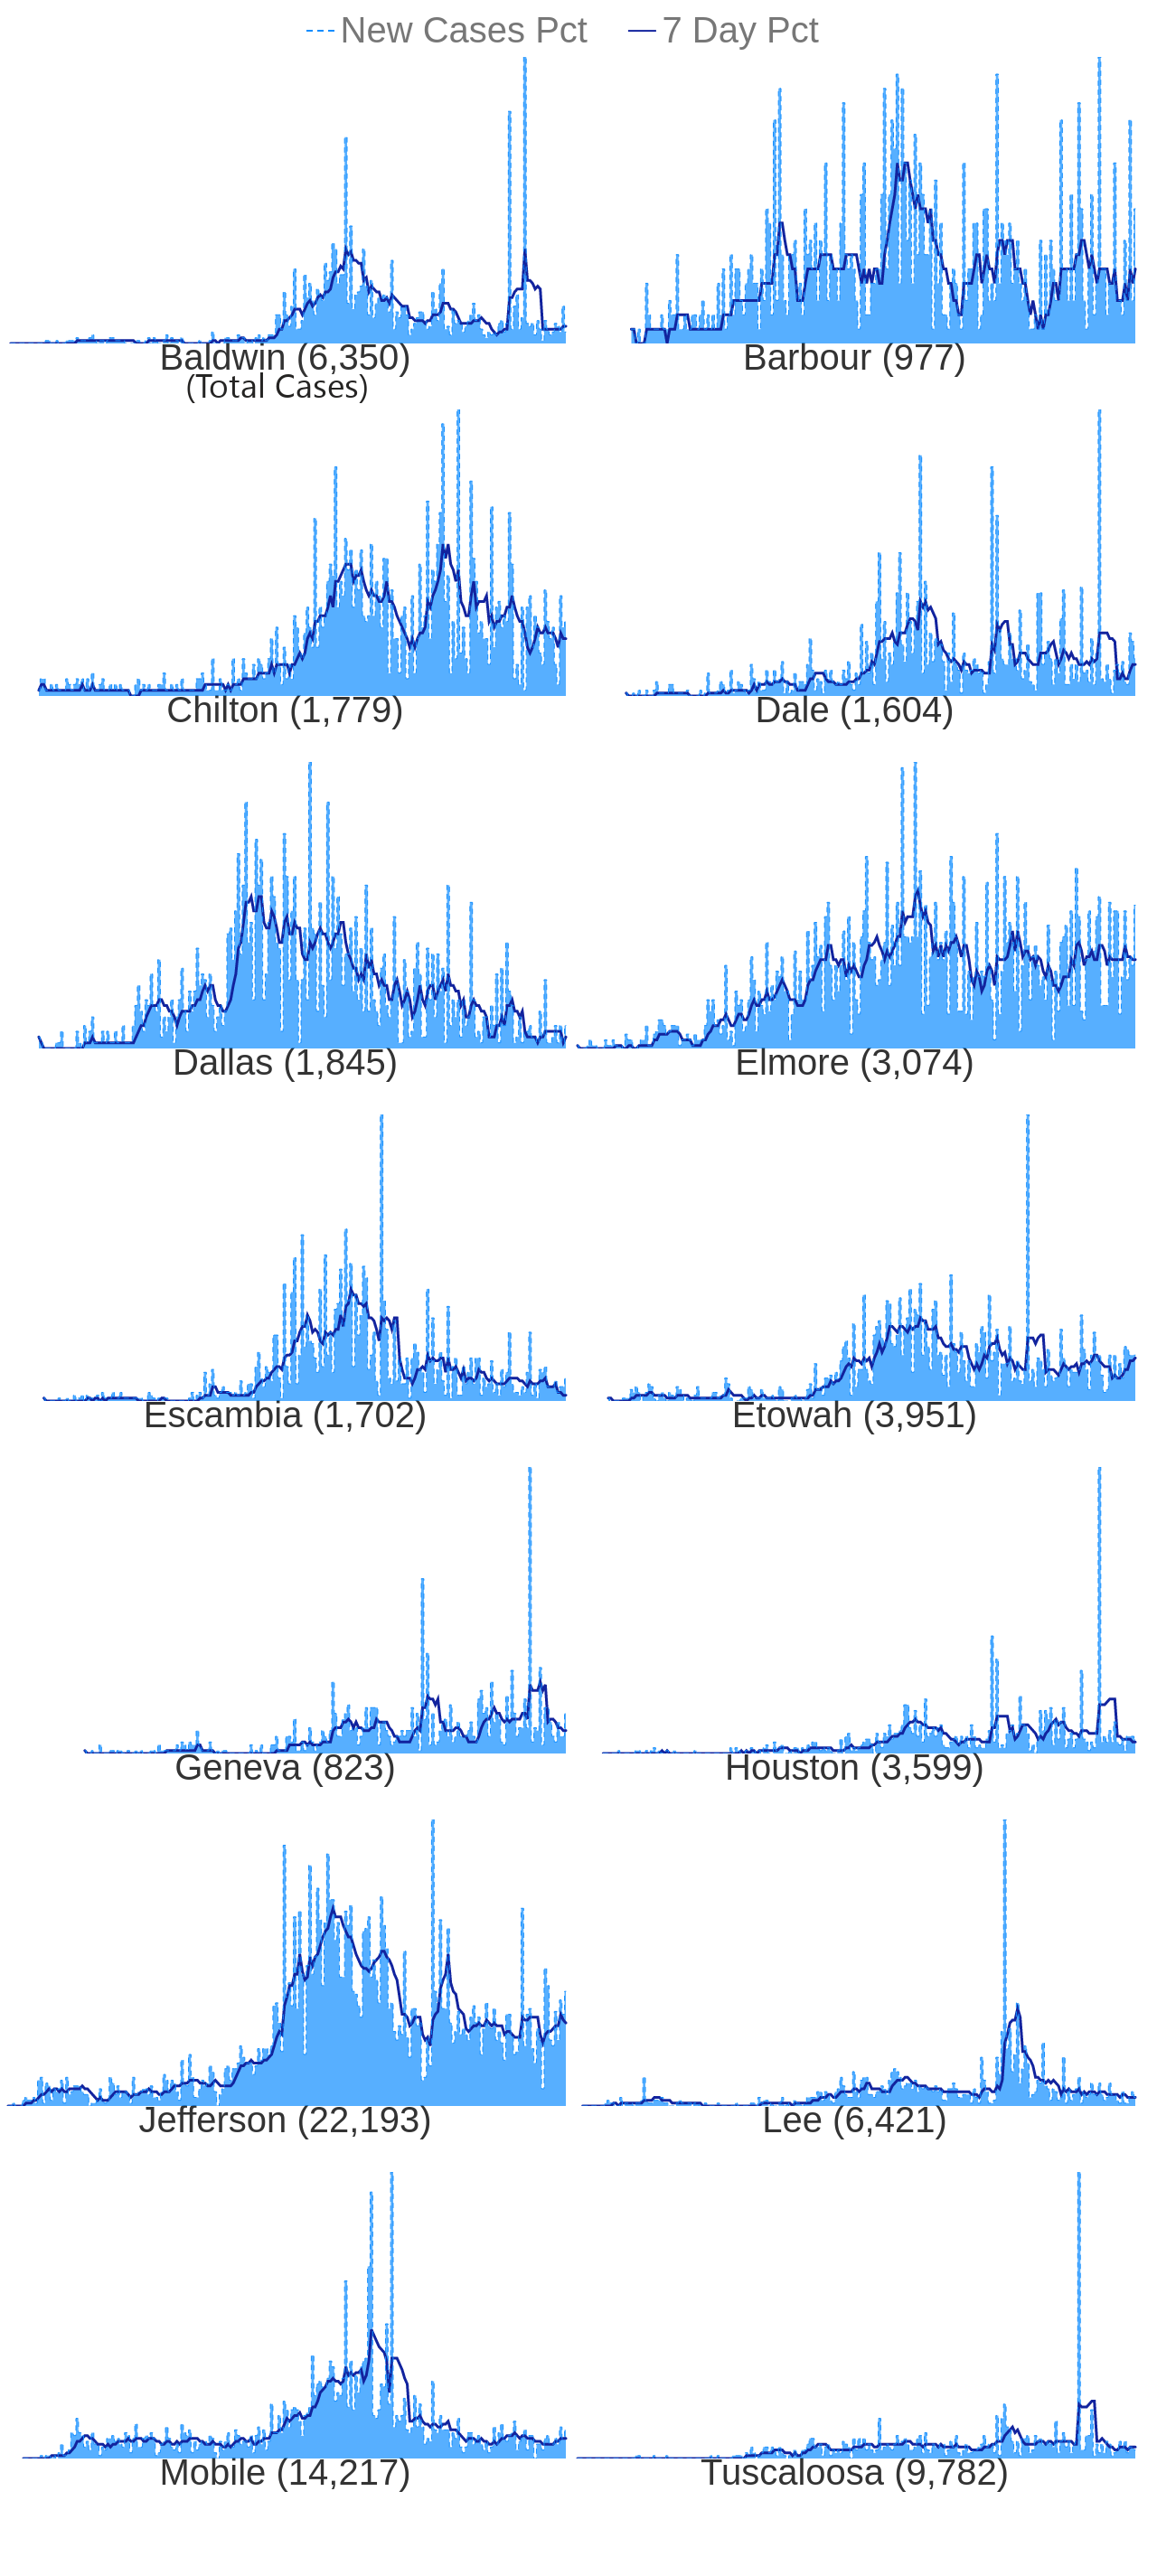 New Cases Pct 7 Day Pct
Baldwin (6,350) Barbour (977)
(Total Cases)
Chilton (1,779) Dale (1,604)
Dallas (1,845) Elmore (3,074)
Escambia (1,702) Etowah (3,951)
Geneva (823) Houston (3,599)
Jefferson (22,193) Lee (6,421)
Mobile (14,217) Tuscaloosa (9,782)